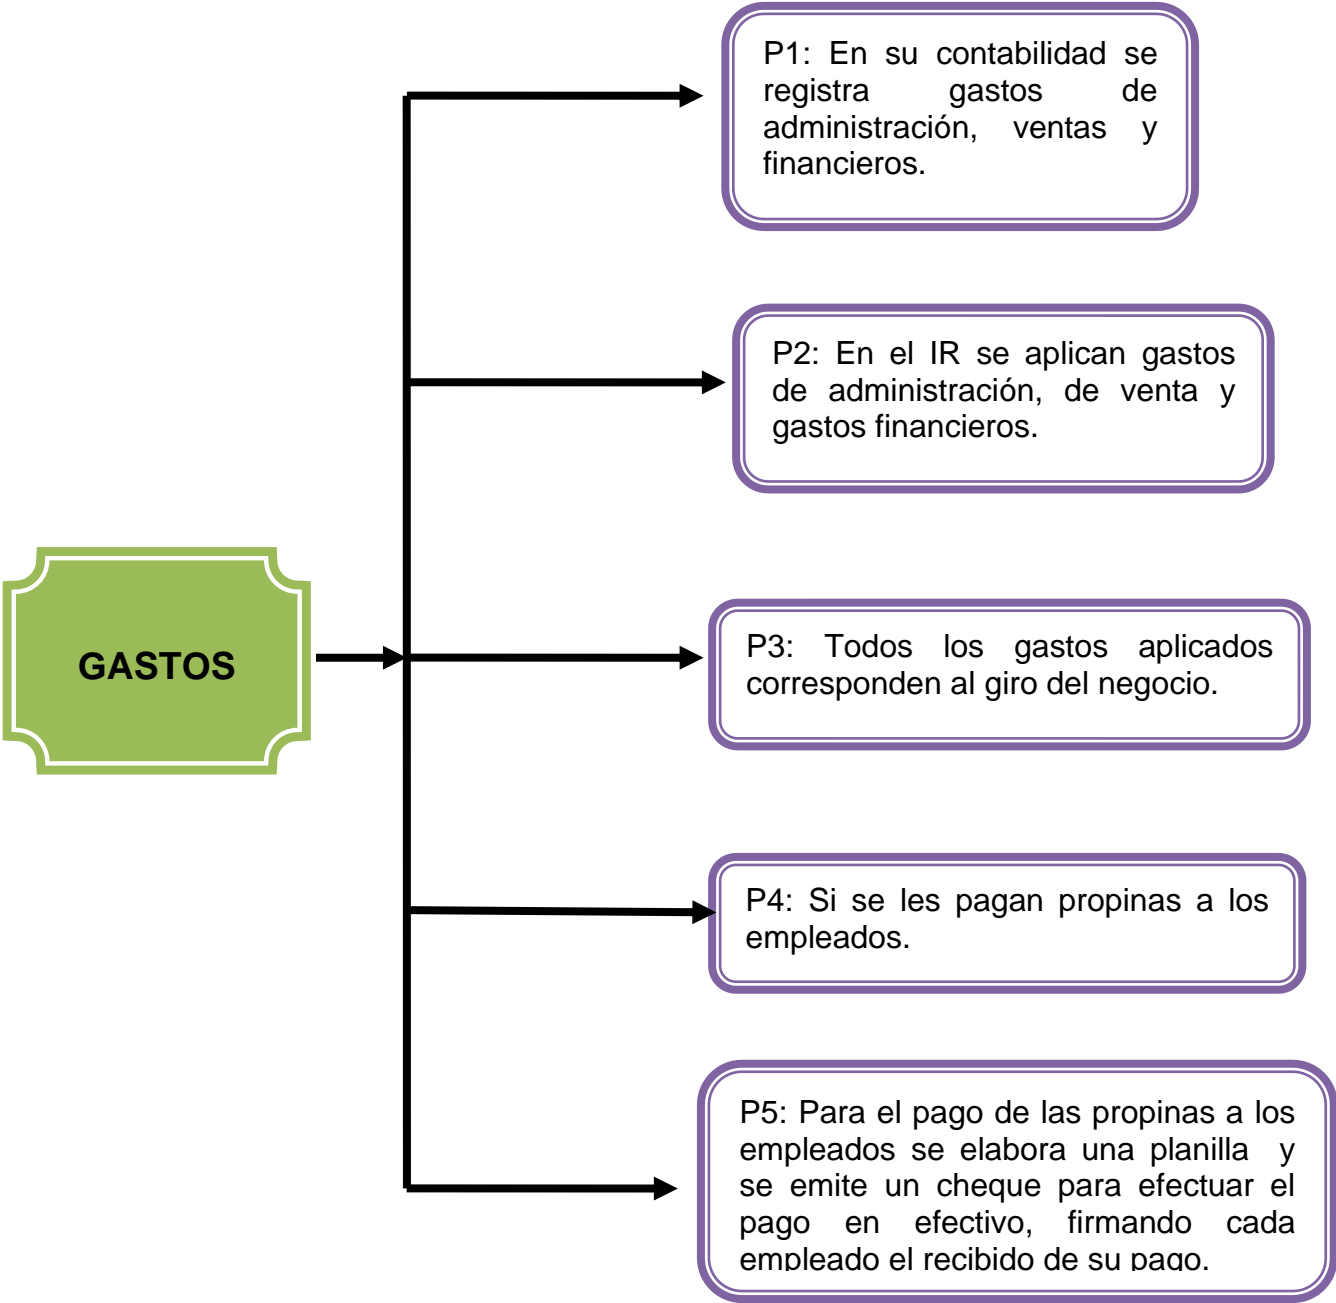 P1: En su contabilidad se
registra gastos de
administración, ventas y
financieros.
P2: En el IR se aplican gastos
de administración, de venta y
gastos financieros.
GASTOS
P3: Todos los gastos aplicados
corresponden al giro del negocio.
P4: Si se les pagan propinas a los
empleados.
P5: Para el pago de las propinas a los
empleados se elabora una planilla y
se emite un cheque para efectuar el
pago en efectivo, firmando cada
empleado el recibido de su pago.